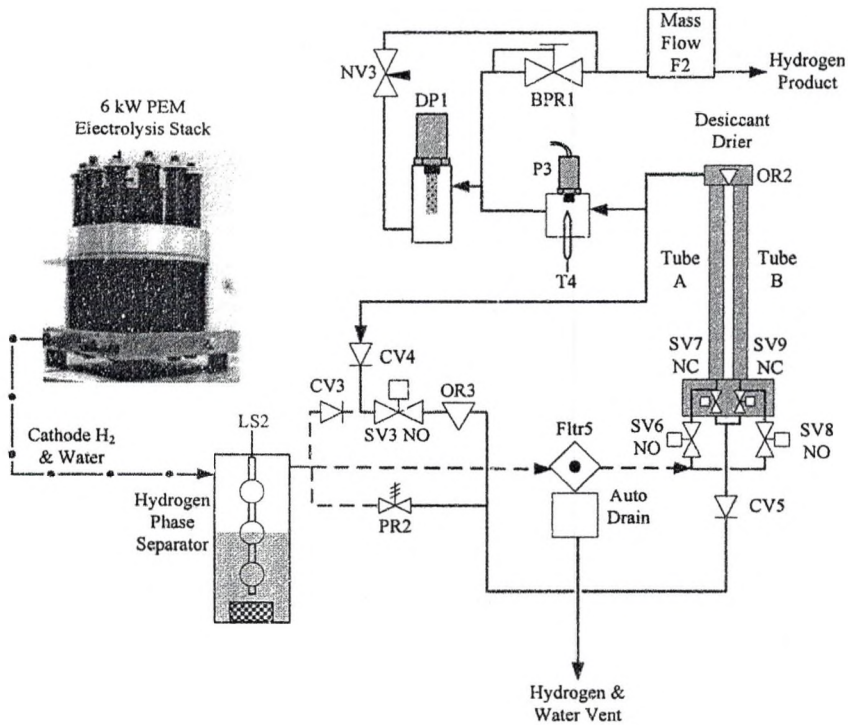 Mass
Flow
F2
Hydrogen
Product
NV3
BPR1
DP1
6 kW PEM
Electrolysis Stack
Desiccant
Drier
P3
OR2
Tube
A
Tube
B
T4
SV7
NC
SV9
NC
CV4
CV3
OR3
SV3 NO
LS2
Fltr5
SV6
NO
SV8
NO
Cathode H₂
& Water
Hydrogen
Phase
Separator
PR2
Auto
Drain
CV5
Hydrogen &
Water Vent